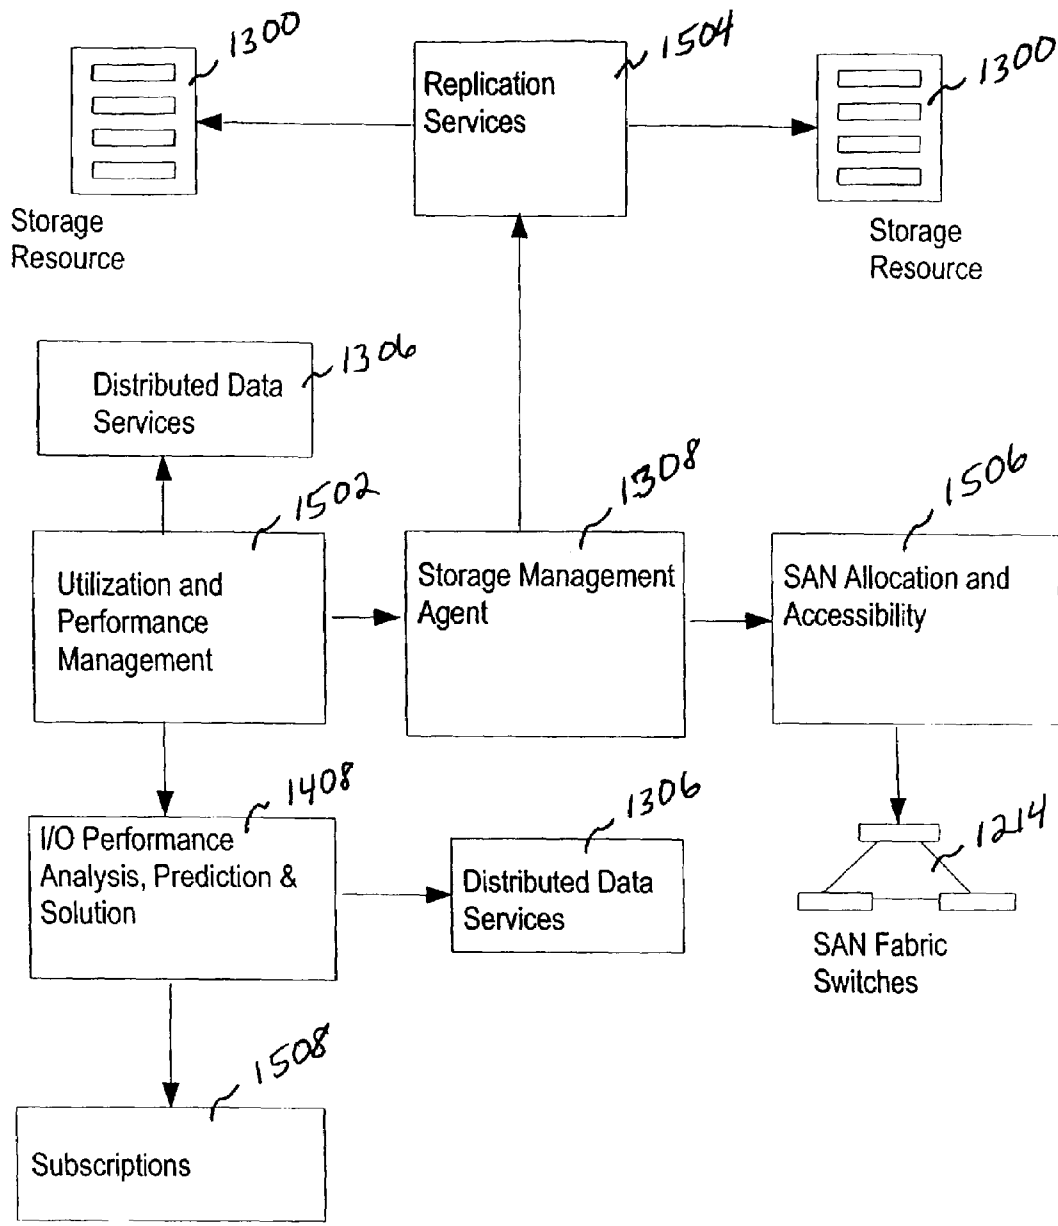 1300
1504
1300
Replication
Services
Storage
Resource
Storage
Resource
1306
Distributed Data
Services
1502
1308
1506
Utilization and
Performance
Management
Storage Management
Agent
SAN Allocation and
Accessibility
1408
1306
1214
I/O Performance
Analysis, Prediction &
Solution
Distributed Data
Services
SAN Fabric
Switches
1508
Subscriptions